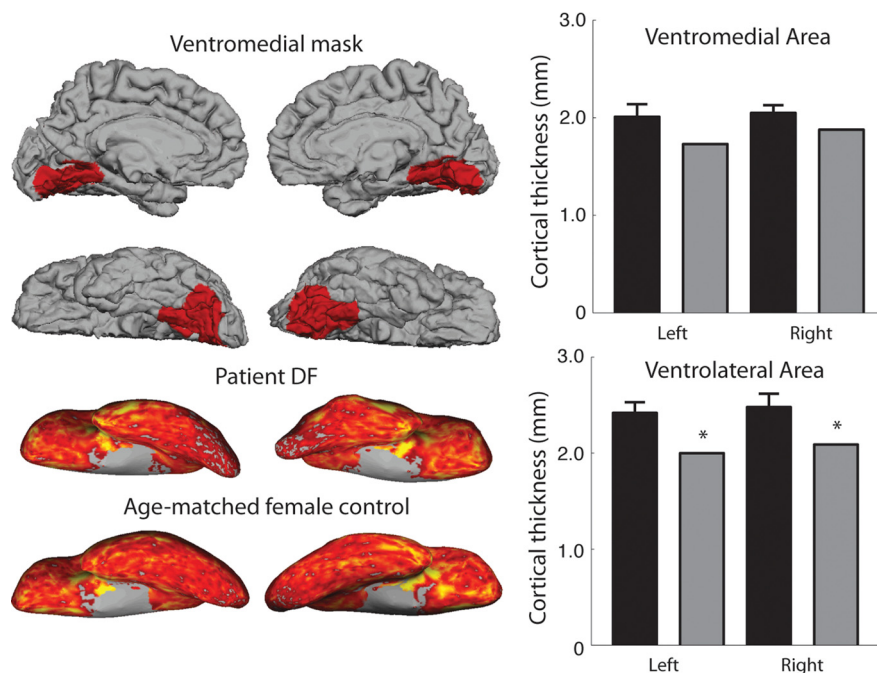 Ventromedial mask
Patient DF
Age-matched female control
Ventromedial Area
Cortical thickness (mm)
3.0
2.0
1.0
0
Left Right
Ventrolateral Area
Cortical thickness (mm)
3.0
2.0
1.0
0
* *
Left Right